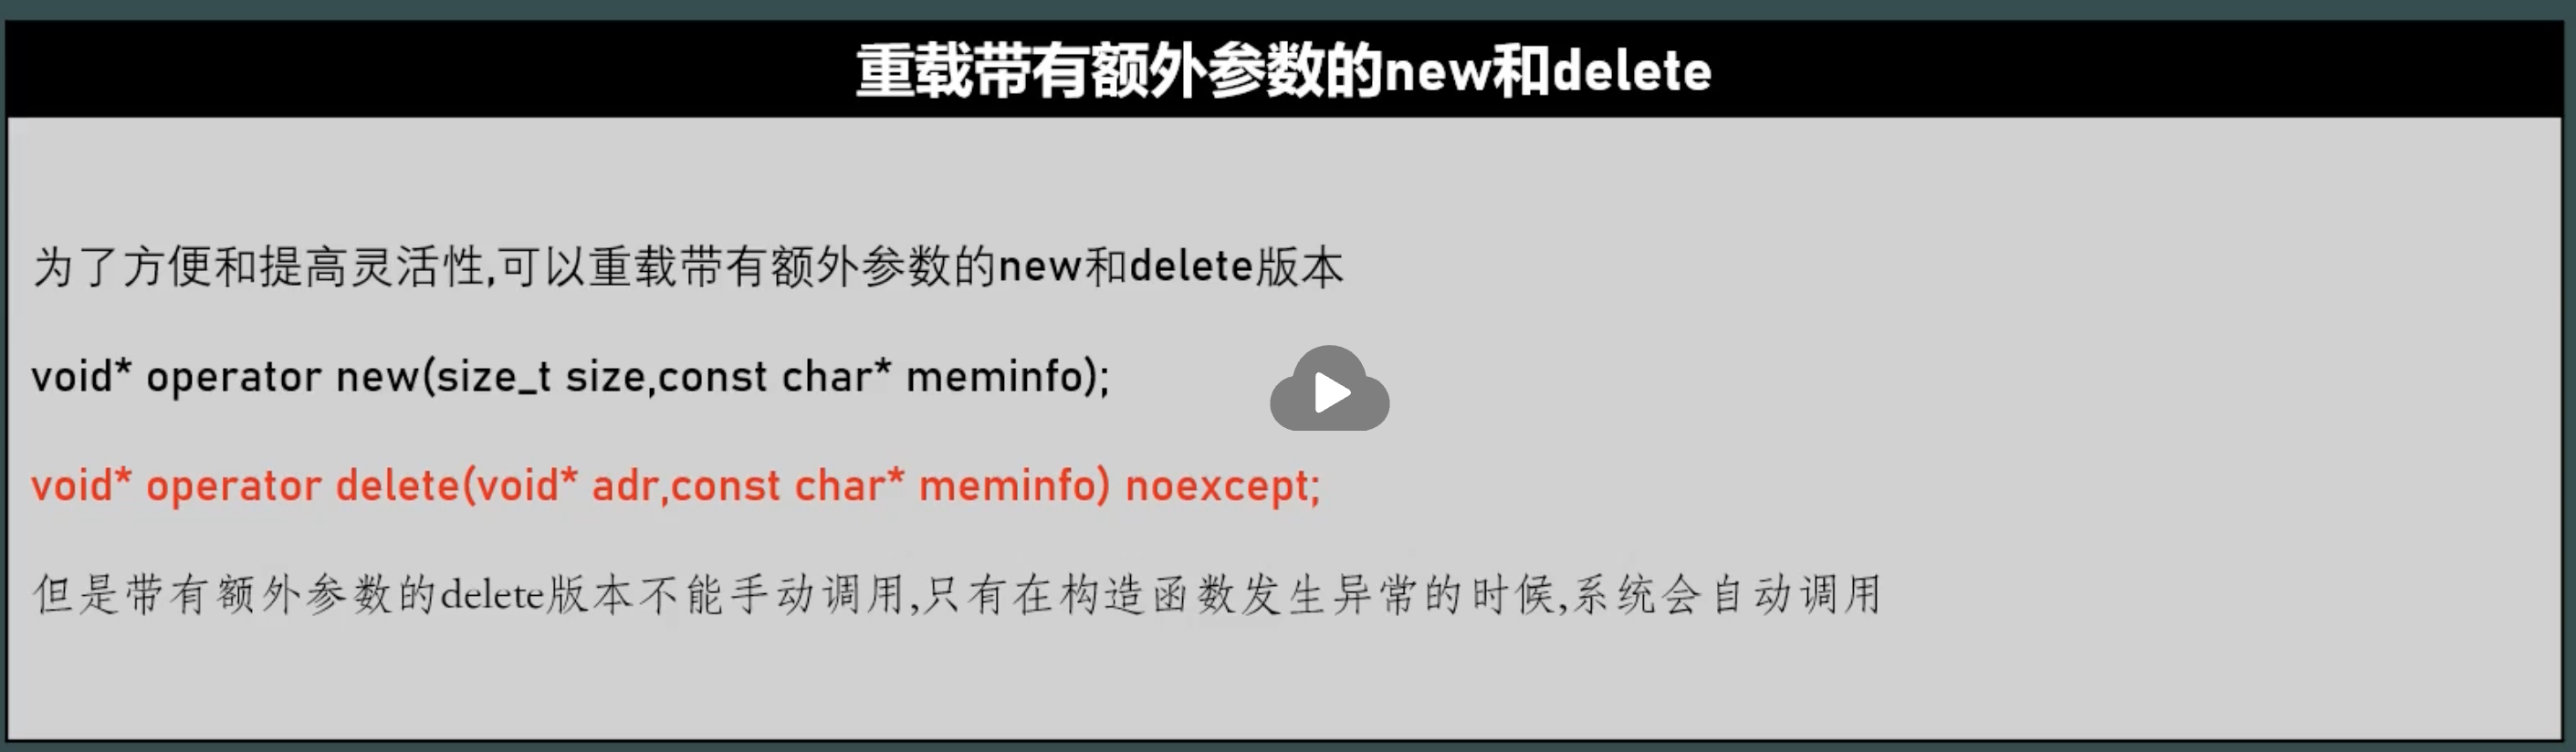 重载带有额外参数的new和delete
为了方便和提高灵活性,可以重载带有额外参数的new和delete版本
void* operator new(size_t size,const char* meminfo);
void* operator delete(void* adr,const char* meminfo) noexcept;
但是带有额外参数的delete版本不能手动调用,只有在构造函数发生异常的时候,系统会自动调用